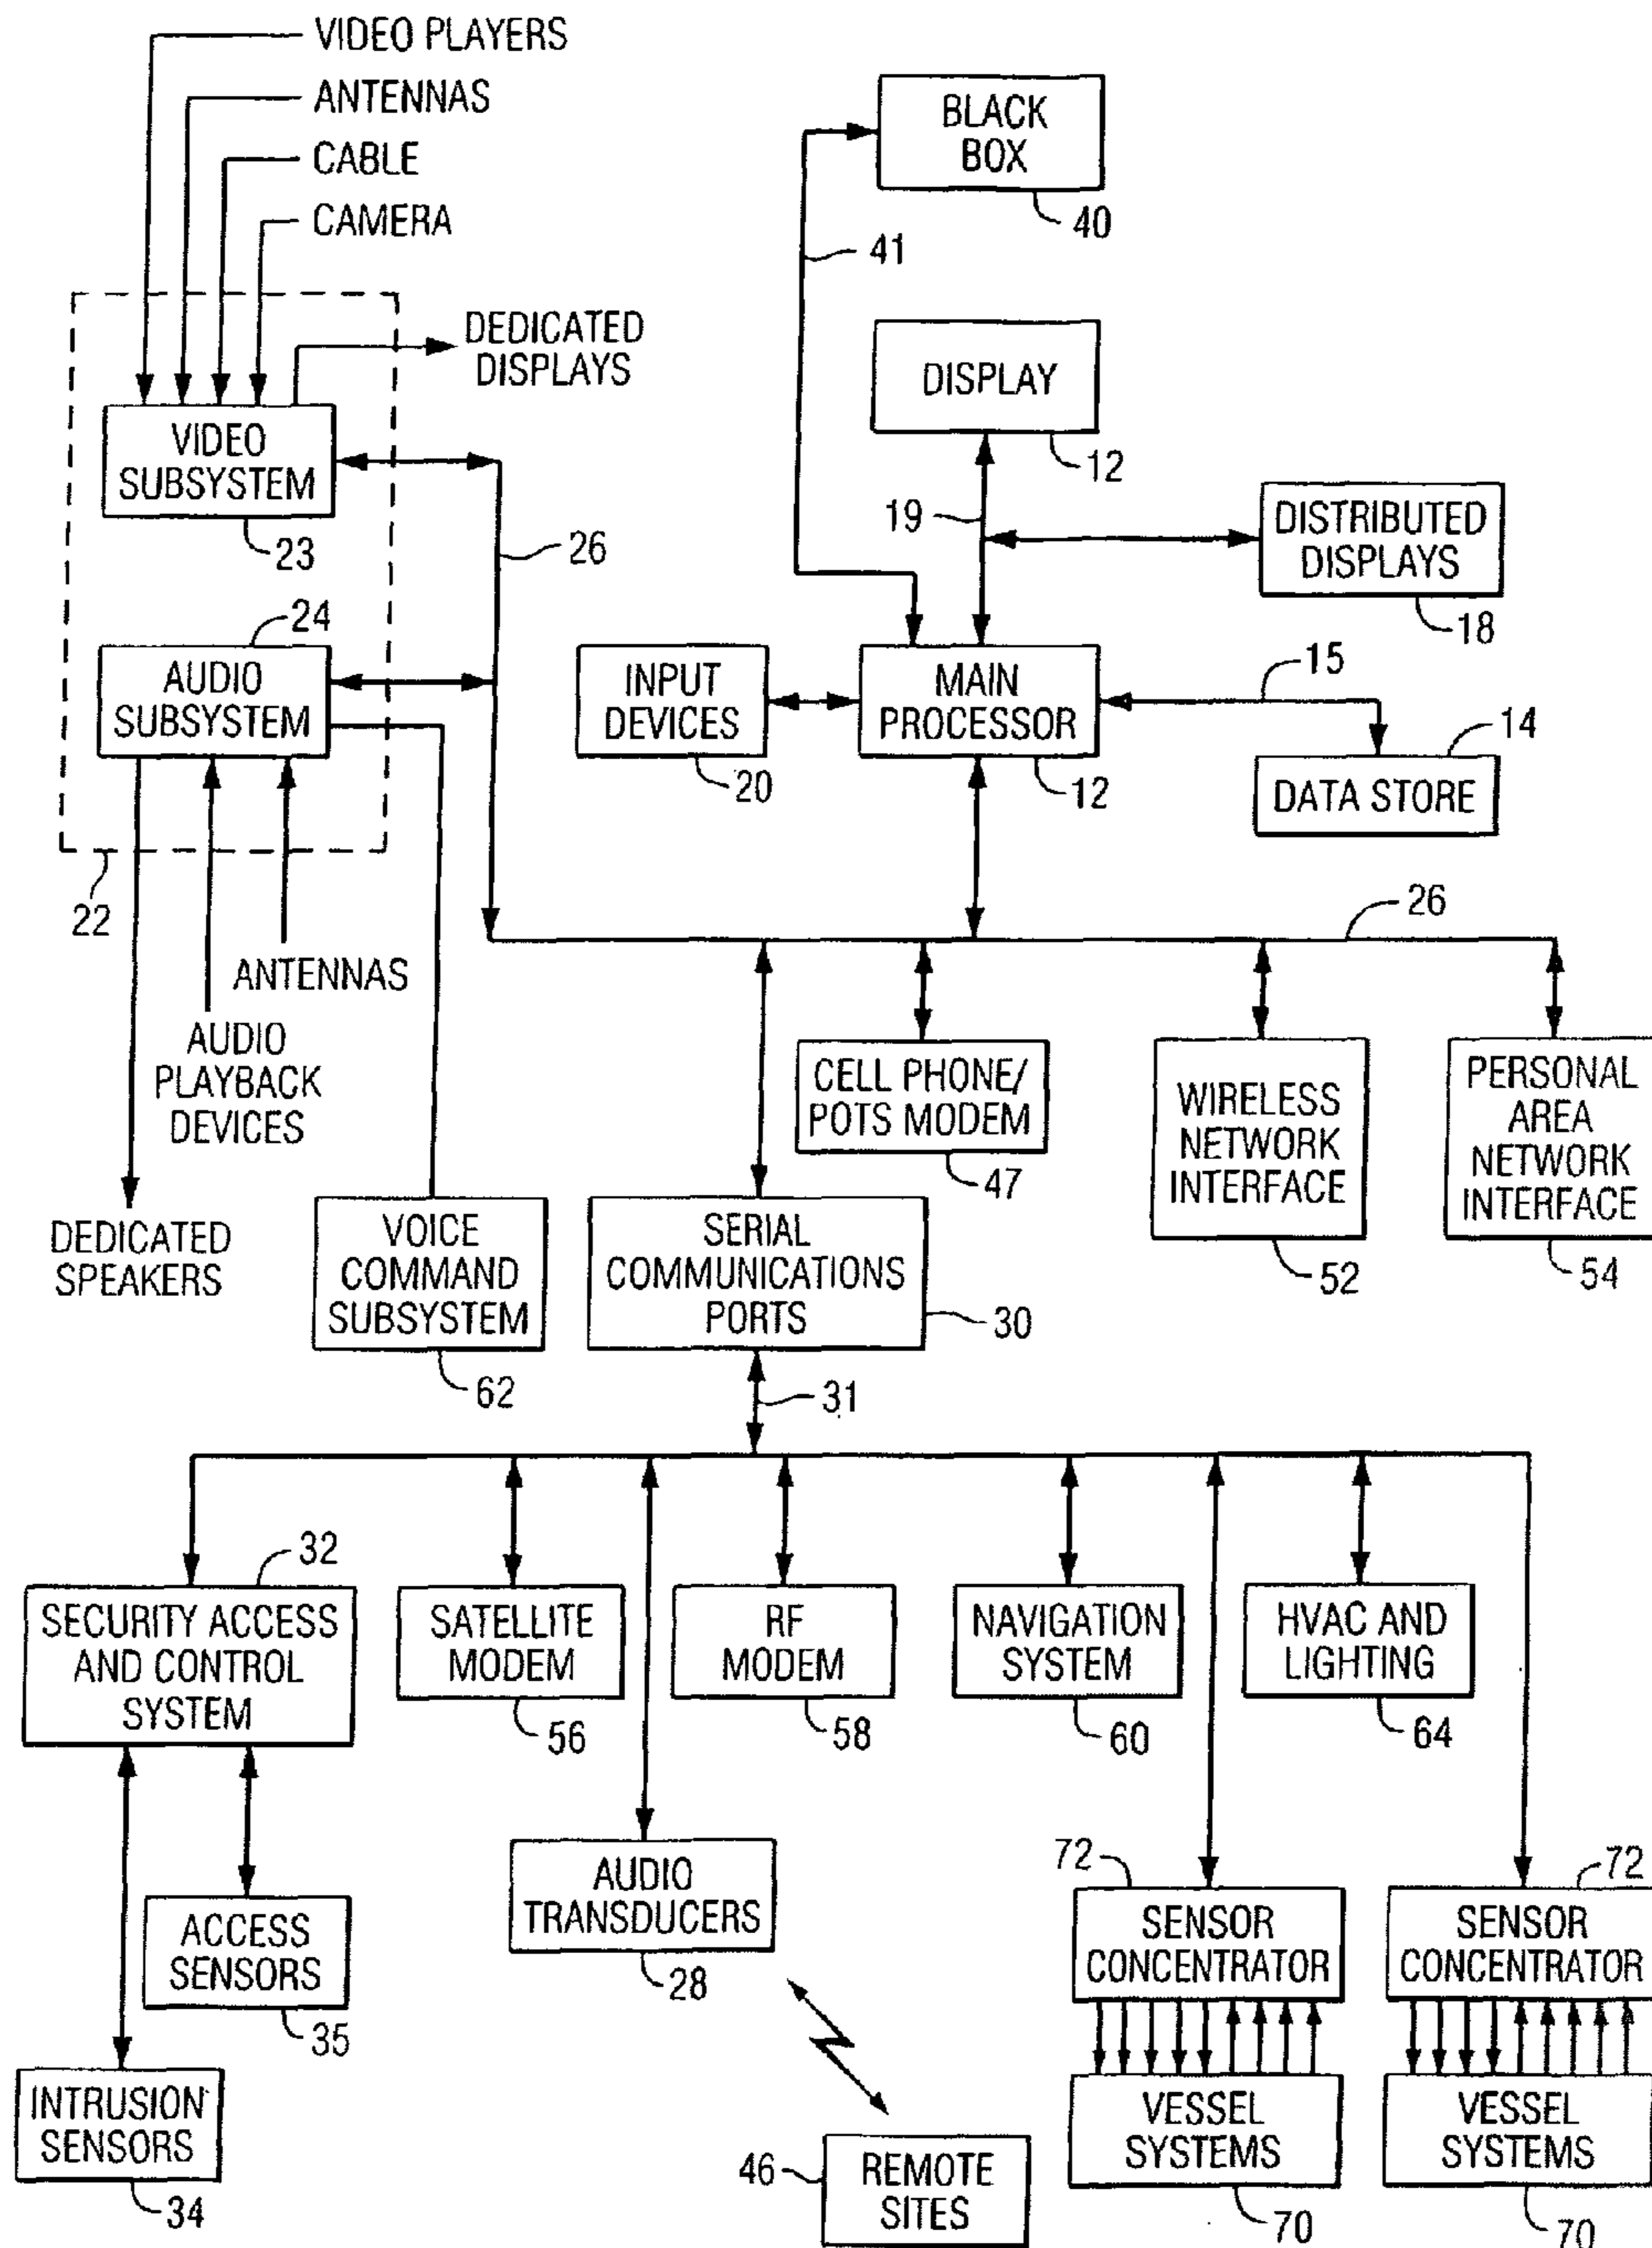 VIDEO PLAYERS
ANTENNAS
CABLE
CAMERA
BLACK
BOX
40
41
DEDICATED
DISPLAYS
DISPLAY
12
VIDEO
SUBSYSTEM
23
26
19
DISTRIBUTED
DISPLAYS
18
24
AUDIO
SUBSYSTEM
INPUT
DEVICES
20
MAIN
PROCESSOR
12
15
14
DATA STORE
22
26
ANTENNAS
AUDIO
PLAYBACK
DEVICES
CELL PHONE/
POTS MODEM
47
WIRELESS
NETWORK
INTERFACE
52
PERSONAL
AREA
NETWORK
INTERFACE
54
DEDICATED
SPEAKERS
VOICE
COMMAND
SUBSYSTEM
62
SERIAL
COMMUNICATIONS
PORTS
30
31
32
SECURITY ACCESS
AND CONTROL
SYSTEM
SATELLITE
MODEM
56
RF
MODEM
58
NAVIGATION
SYSTEM
60
HVAC AND
LIGHTING
64
AUDIO
TRANSDUCERS
28
72
SENSOR
CONCENTRATOR
72
SENSOR
CONCENTRATOR
ACCESS
SENSORS
35
INTRUSION
SENSORS
34
46
REMOTE
SITES
VESSEL
SYSTEMS
70
VESSEL
SYSTEMS
70